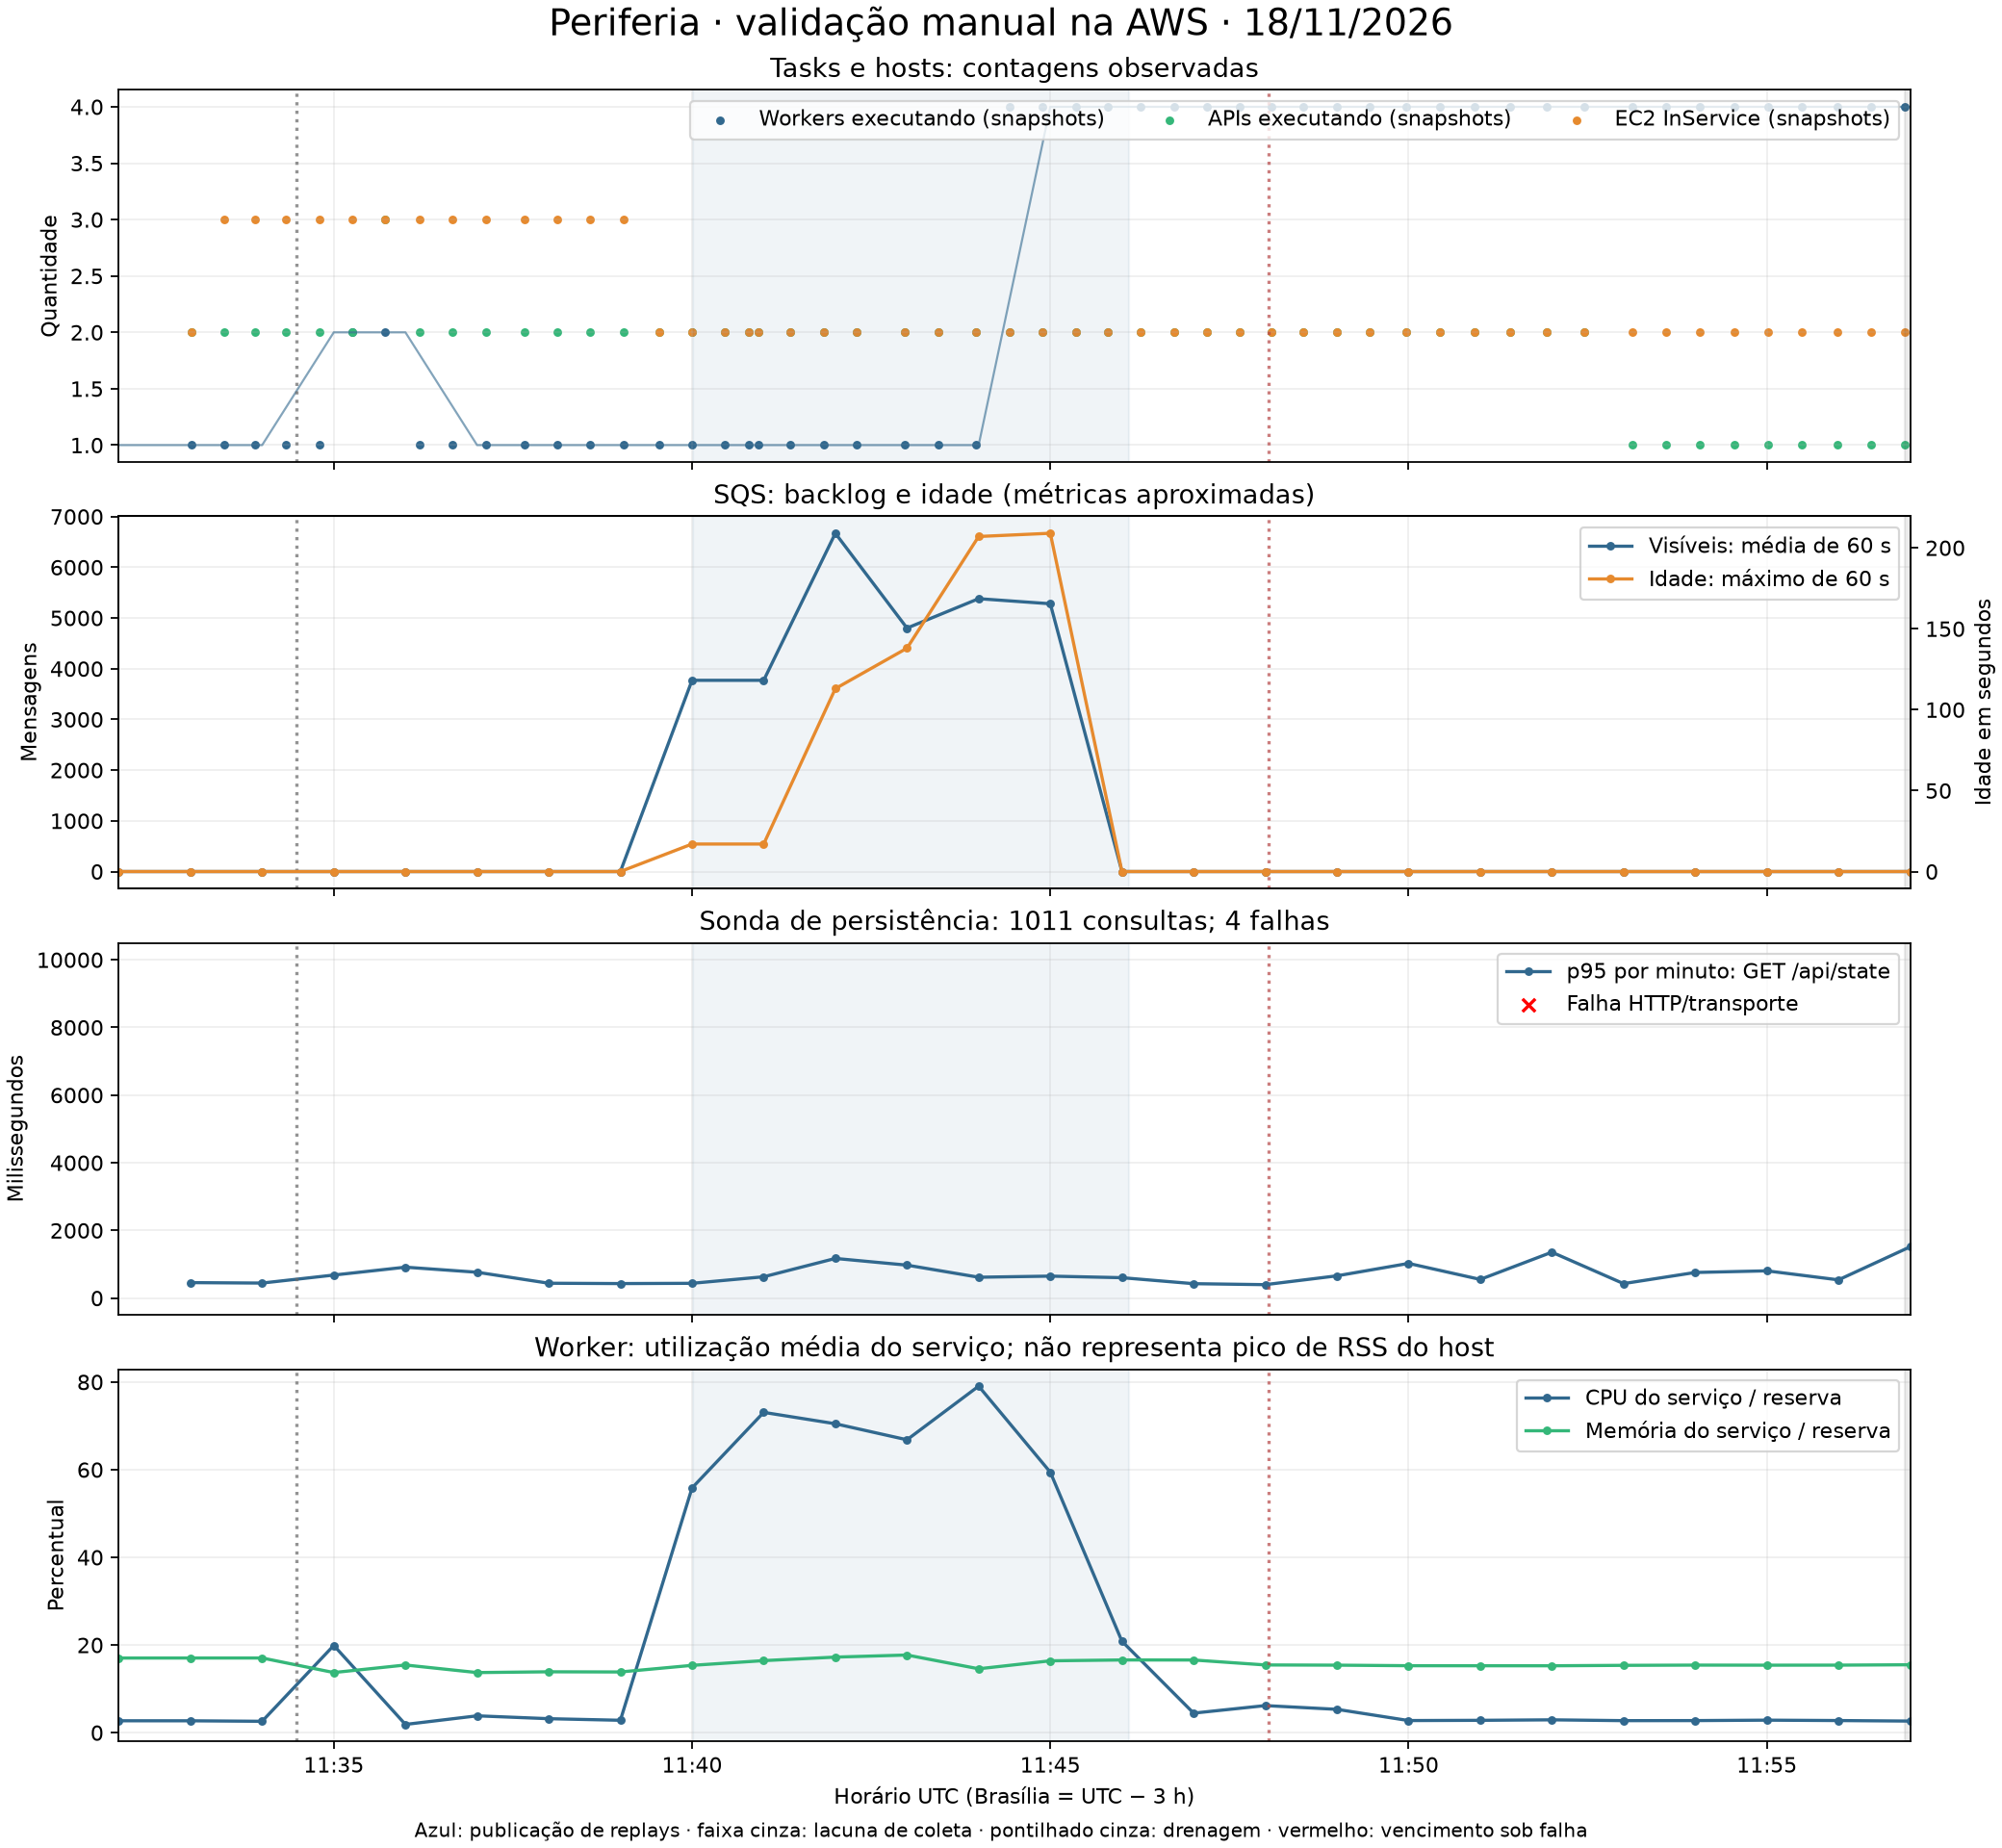 Periferia · validação manual na AWS · 18/11/2026
Tasks e hosts: contagens observadas
Quantidade
4.0
3.5
3.0
2.5
2.0
1.5
1.0
Workers executando (snapshots)
APIs executando (snapshots)
EC2 InService (snapshots)
SQS: backlog e idade (métricas aproximadas)
Mensagens
7000
6000
5000
4000
3000
2000
1000
0
Visíveis: média de 60 s
Idade: máximo de 60 s
200
150
100
50
0
Idade em segundos
Sonda de persistência: 1011 consultas; 4 falhas
Milissegundos
10000
8000
6000
4000
2000
0
p95 por minuto: GET /api/state
Falha HTTP/transporte
Worker: utilização média do serviço; não representa pico de RSS do host
Percentual
80
60
40
20
0
CPU do serviço / reserva
Memória do serviço / reserva
11:35
11:40
11:45
11:50
11:55
Horário UTC (Brasília = UTC − 3 h)
Azul: publicação de replays · faixa cinza: lacuna de coleta · pontilhado cinza: drenagem · vermelho: vencimento sob falha